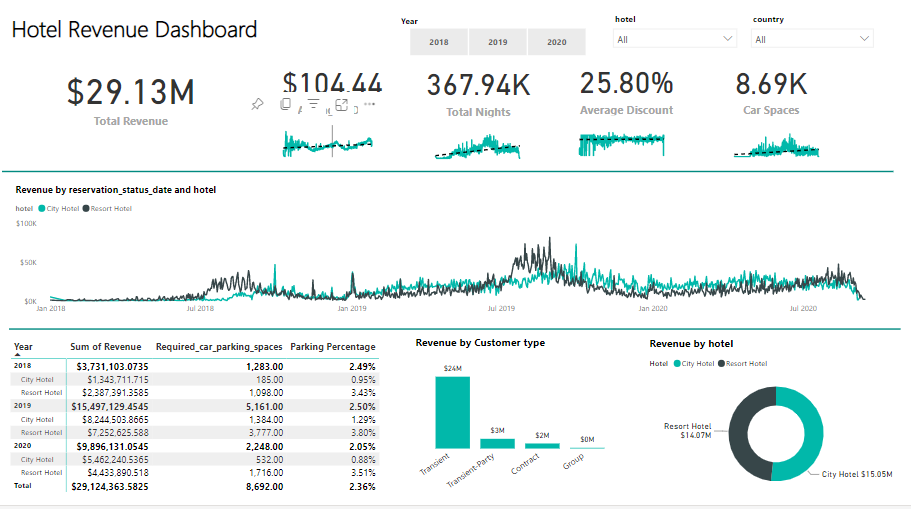 Hotel Revenue Dashboard
Year
2018 2019 2020
hotel
All
country
All
$29.13M
Total Revenue
$104.44
367.94K
Total Nights
25.80%
Average Discount
8.69K
Car Spaces
Revenue by reservation_status_date and hotel
hotel City Hotel Resort Hotel
$100K
$50K
$0K
Jan 2018 Jul 2018 Jan 2019 Jul 2019 Jan 2020 Jul 2020
Year Sum of Revenue Required_car_parking_spaces Parking Percentage
2018 $3,731,103.0735 1,283.00 2.49%
City Hotel $1,343,711.715 185.00 0.95%
Resort Hotel $2,387,391.3585 1,098.00 3.43%
2019 $15,497,129.4545 5,161.00 2.50%
City Hotel $8,244,503.8665 1,384.00 1.29%
Resort Hotel $7,252,625.588 3,777.00 3.80%
2020 $9,896,131.0545 2,248.00 2.05%
City Hotel $5,462,240.5365 532.00 0.88%
Resort Hotel $4,433,890.518 1,716.00 3.51%
Total $29,124,363.5825 8,692.00 2.36%
Revenue by Customer type
$24M
$3M
$2M
$0M
Transient
Transient-Party
Contract
Group
Revenue by hotel
Hotel City Hotel Resort Hotel
Resort Hotel
$14.07M
City Hotel $15.05M